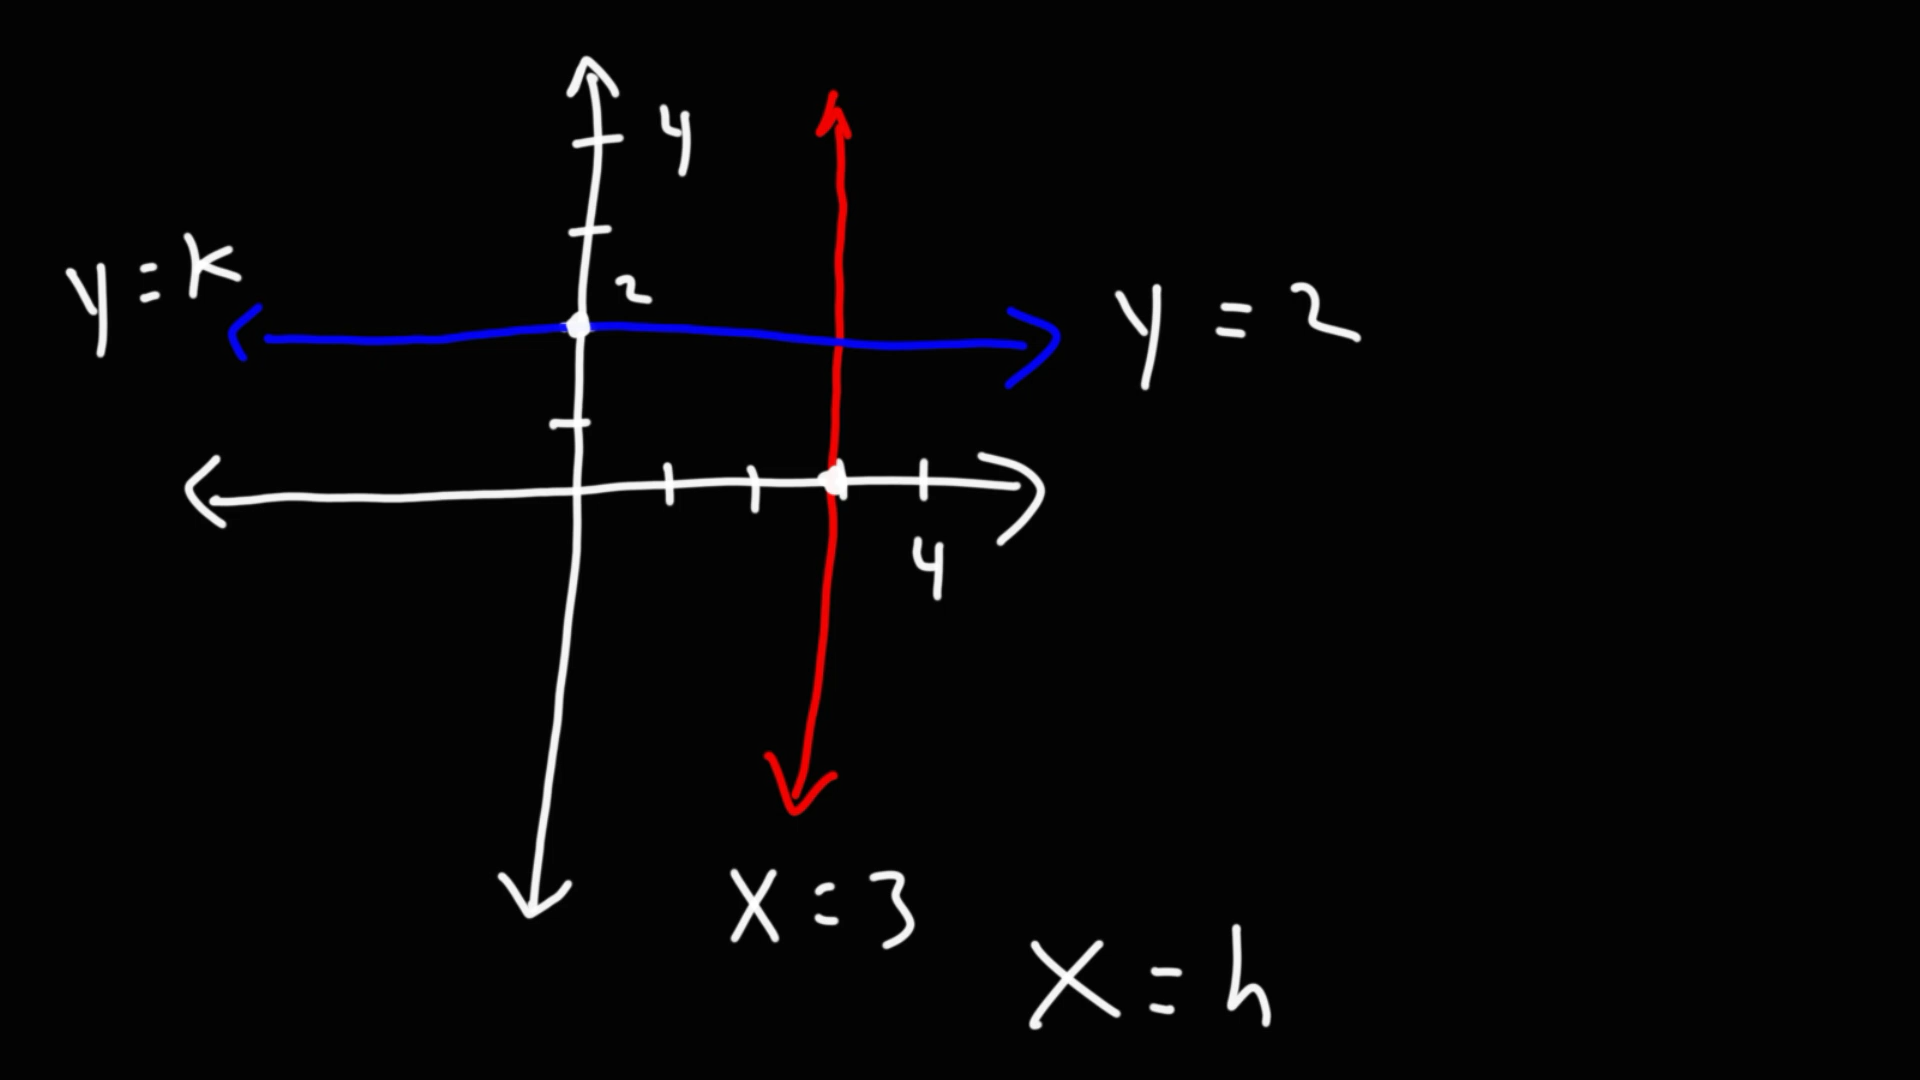 4
y = k
2
y = 2
4
x = 3
x = h